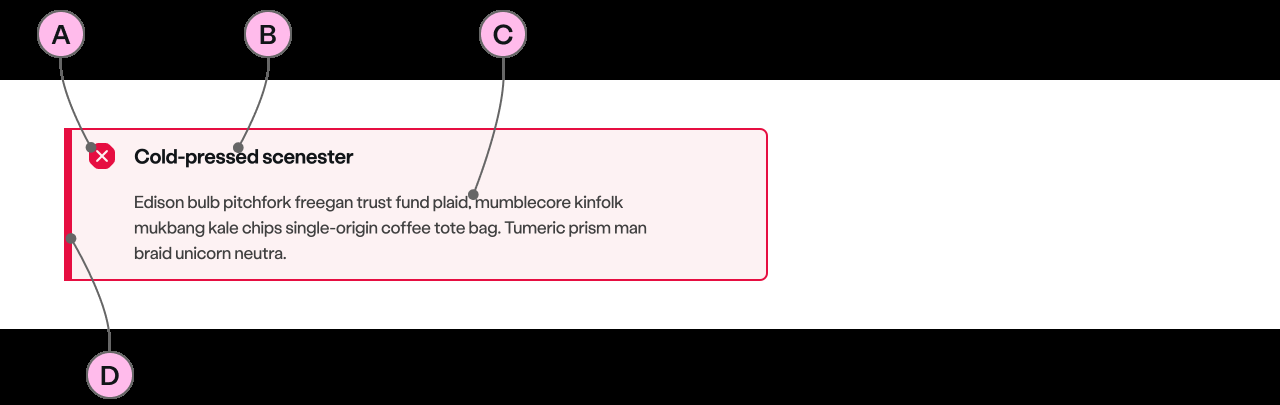 A B C
Cold-pressed scenester
Edison bulb pitchfork freegan trust fund plaid, mumblecore kinfolk
mukbang kale chips single-origin coffee tote bag. Tumeric prism man
braid unicorn neutra.
D